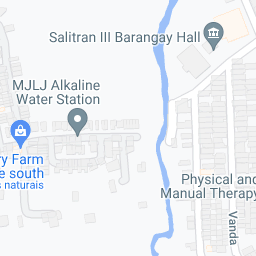 Salitran III Barangay Hall
MJLJ Alkaline
Water Station
ry Farm
e south
s naturais
Physical and
Manual Therapy
Vanda